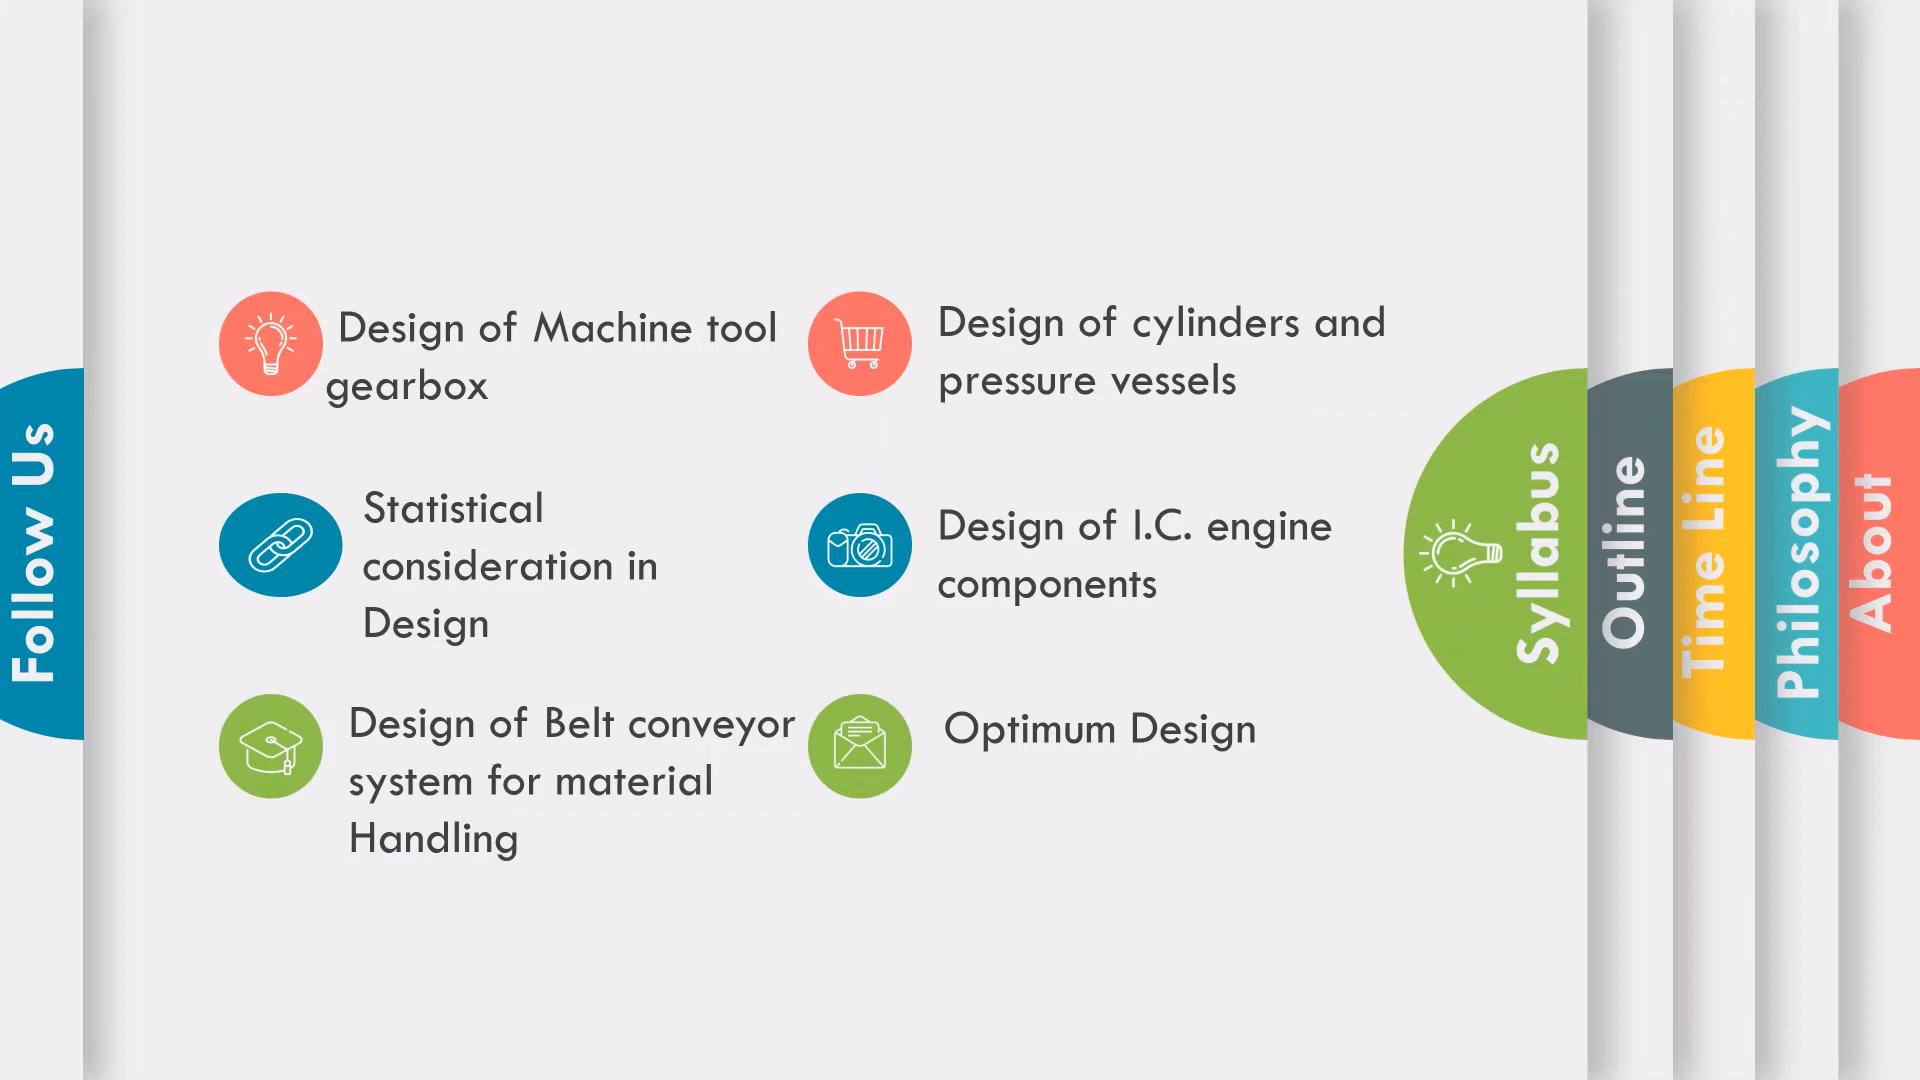 Follow Us
Design of Machine tool
gearbox
Statistical
consideration in
Design
Design of Belt conveyor
system for material
Handling
Design of cylinders and
pressure vessels
Design of I.C. engine
components
Optimum Design
Syllabus
Outline
Time Line
Philosophy
About